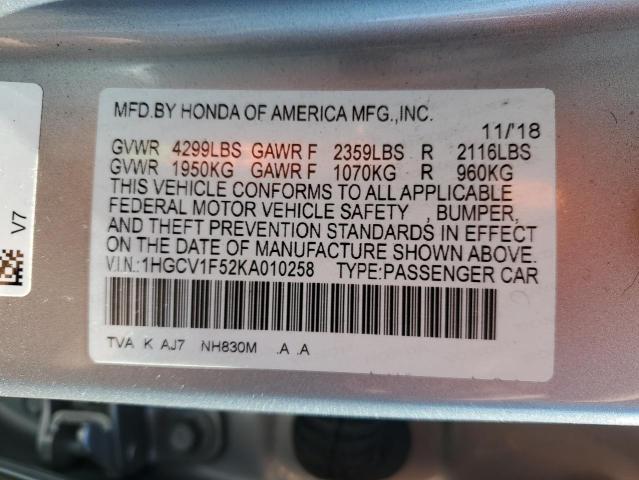 MFD.BY HONDA OF AMERICA MFG.,INC.
11/'18
GVWR 4299LBS GAWR F 2359LBS R 2116LBS
GVWR 1950KG GAWR F 1070KG R 960KG
THIS VEHICLE CONFORMS TO ALL APPLICABLE
FEDERAL MOTOR VEHICLE SAFETY , BUMPER,
AND THEFT PREVENTION STANDARDS IN EFFECT
ON THE DATE OF MANUFACTURE SHOWN ABOVE.
V.I.N.:1HGCV1F52KA010258 TYPE:PASSENGER CAR
TVA K AJ7 NH830M .A .A
V7